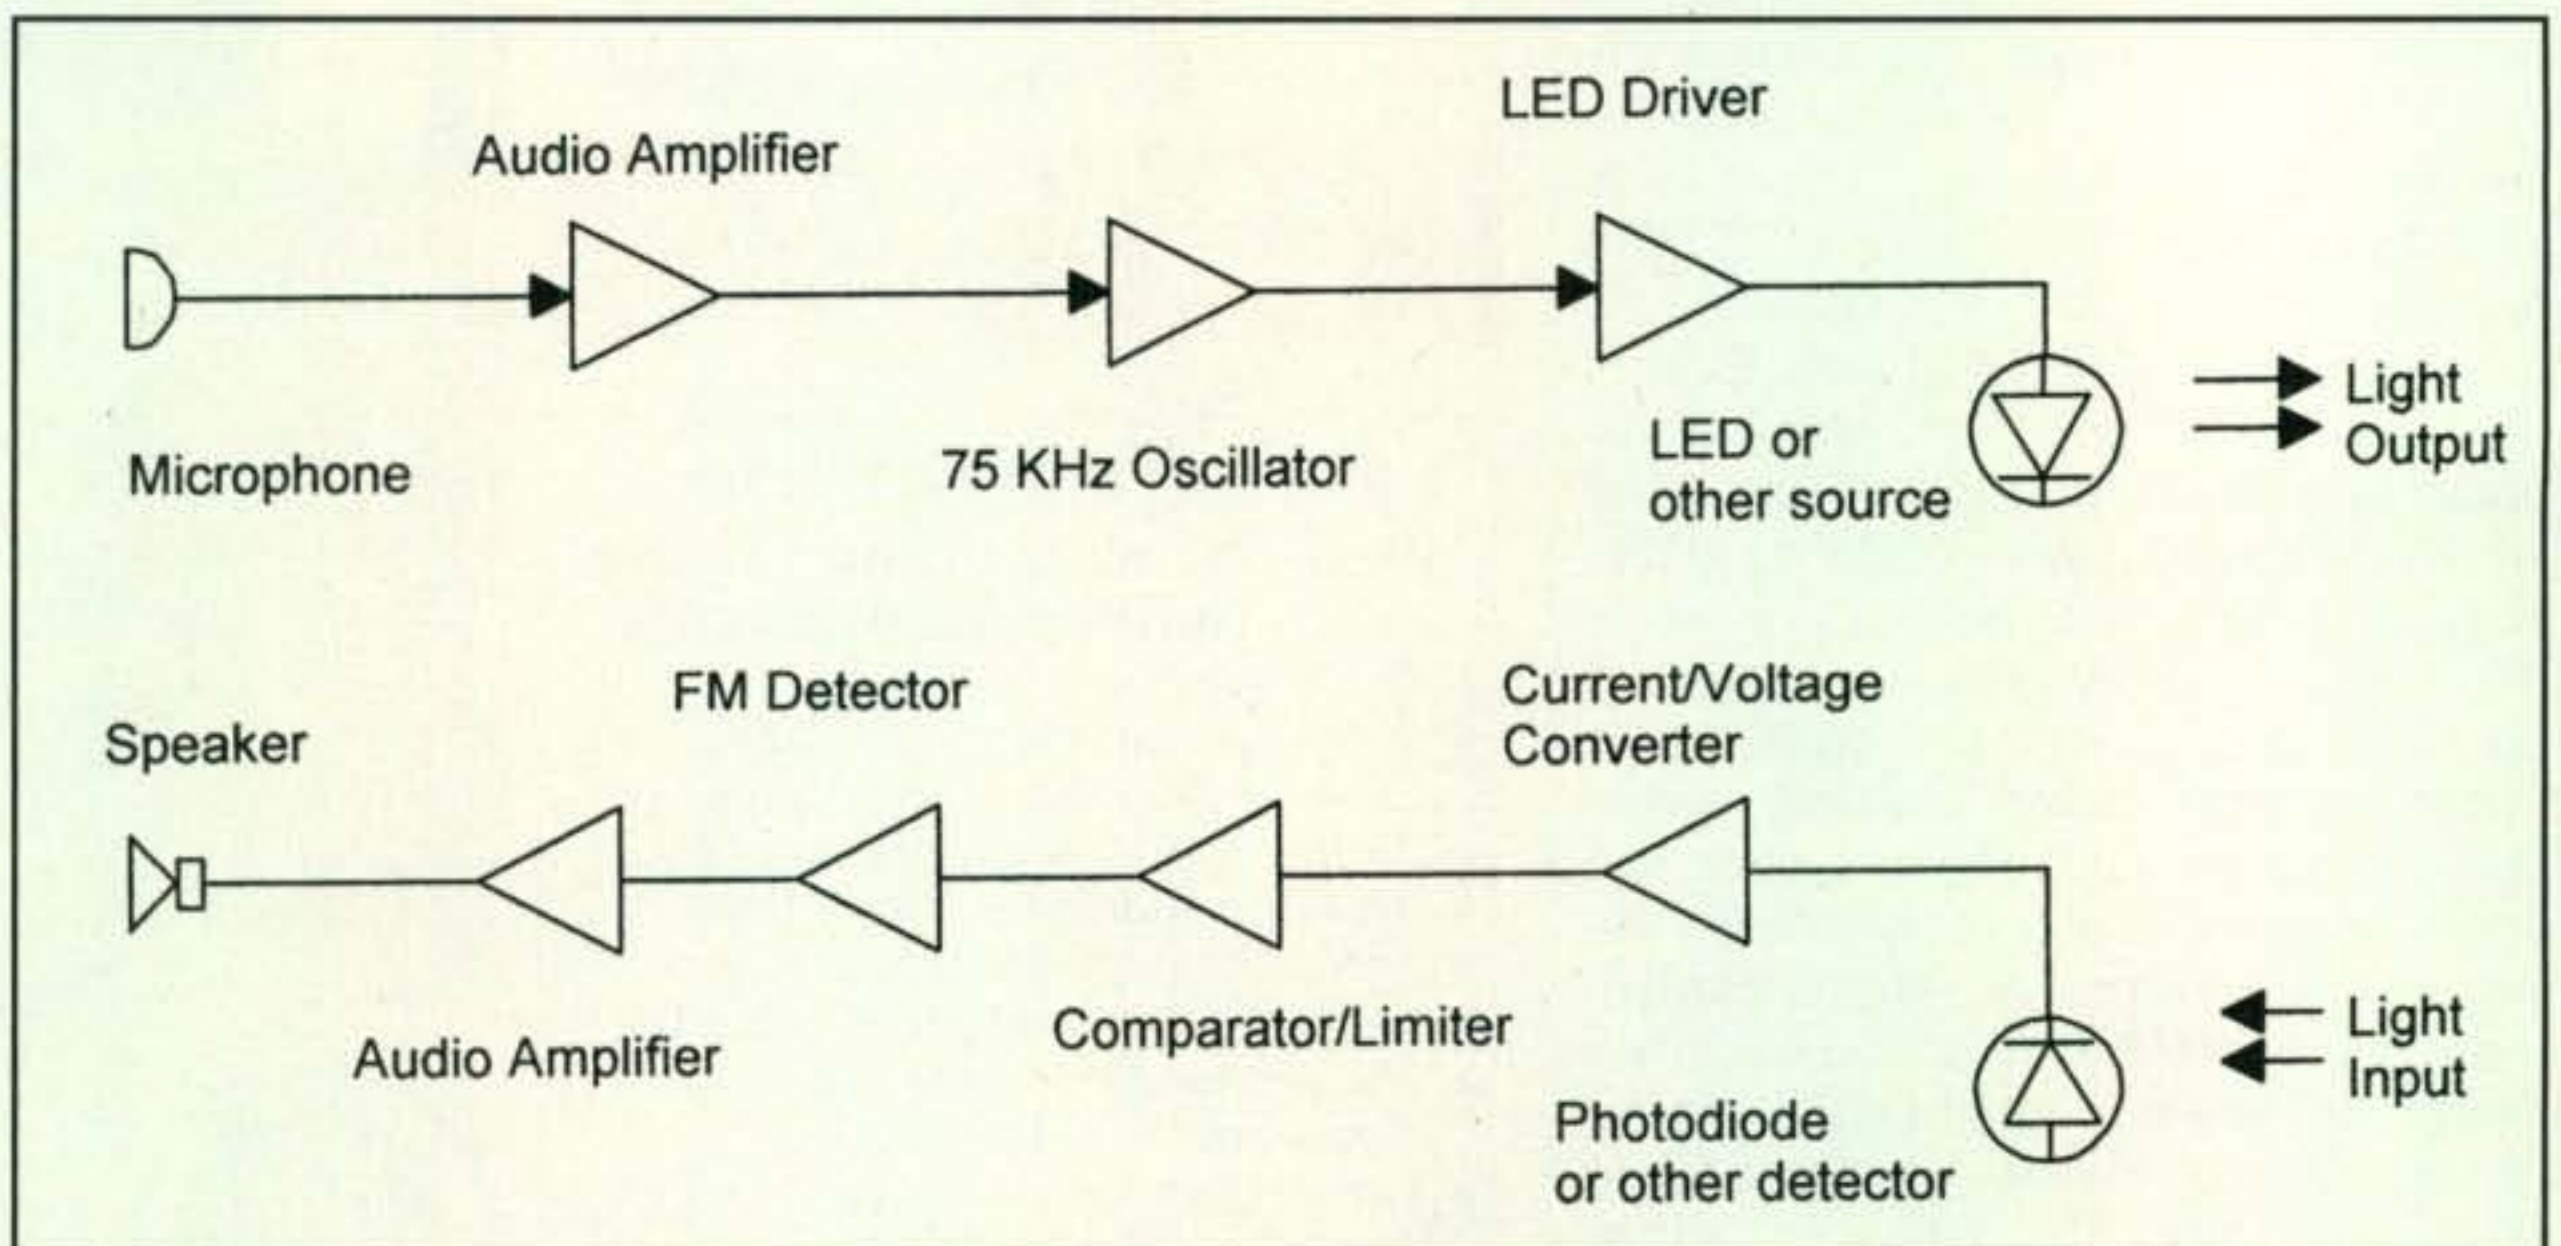 LED Driver
Audio Amplifier
Microphone
75 KHz Oscillator
LED or
other source
Light
Output
Speaker
FM Detector
Current/Voltage
Converter
Audio Amplifier
Comparator/Limiter
Photodiode
or other detector
Light
Input